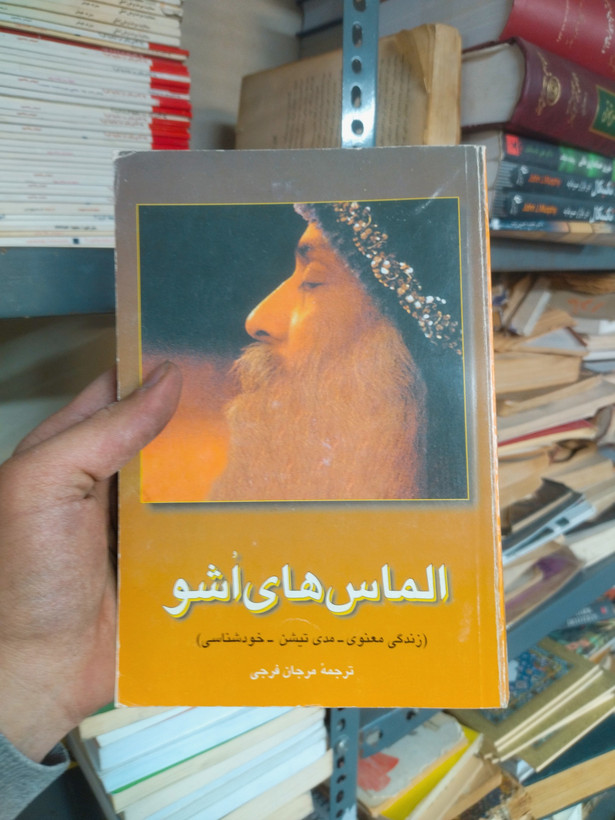 الماس‌های اُشو
(زندگی معنوی ـ مدی تیشن ـ خودشناسی)
ترجمهٔ مرجان فرجی